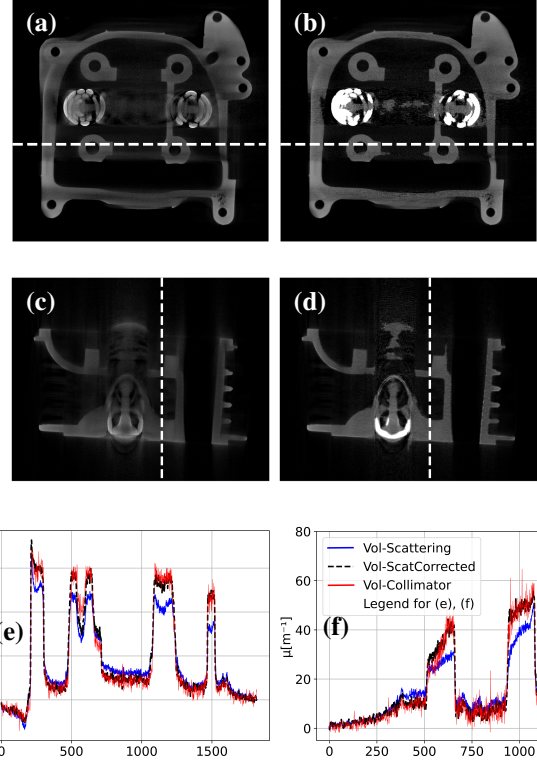 (a)
(b)
(c)
(d)
(e)
0
500
1000
1500
80
60
40
20
0
μ[m⁻¹]
Vol-Scattering
Vol-ScatCorrected
Vol-Collimator
Legend for (e), (f)
(f)
0
250
500
750
1000